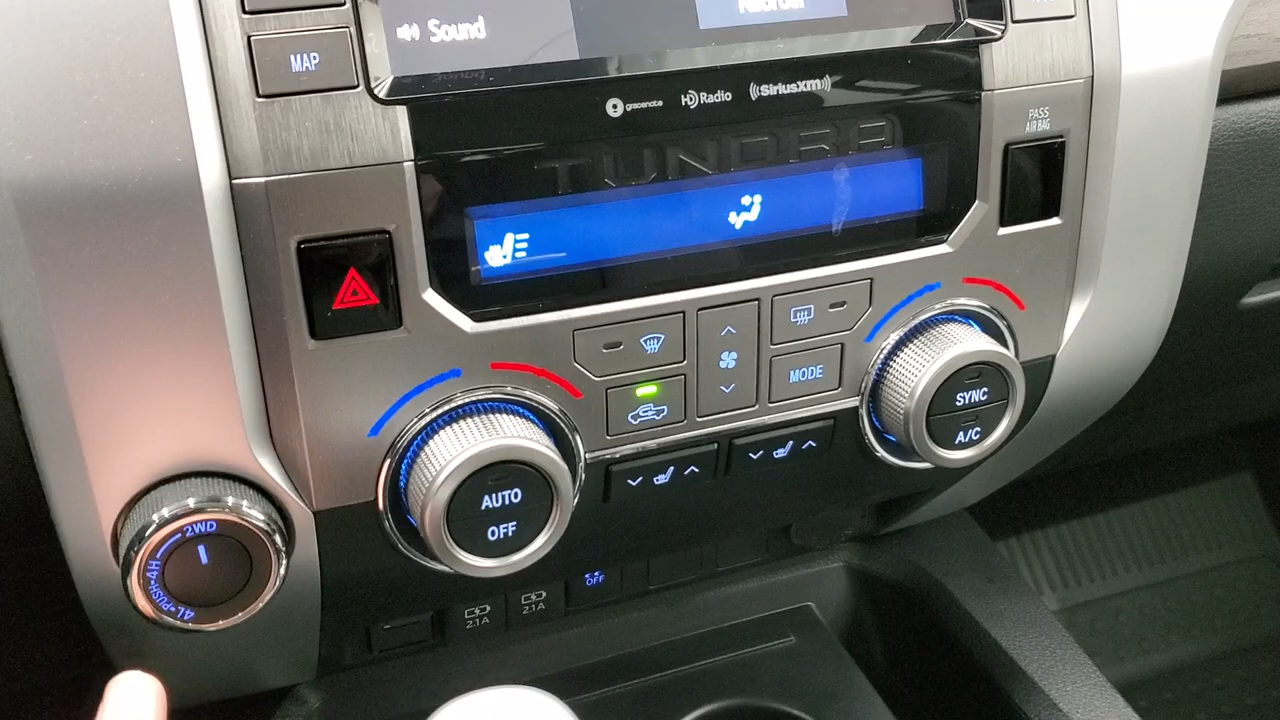 Sound
MAP
gracenote
HD Radio
SiriusXM
PASS
AIR BAG
TUNDRA
MODE
SYNC
A/C
AUTO
OFF
2WD
4H
4L-PUSH-
OFF
2.1A
2.1A